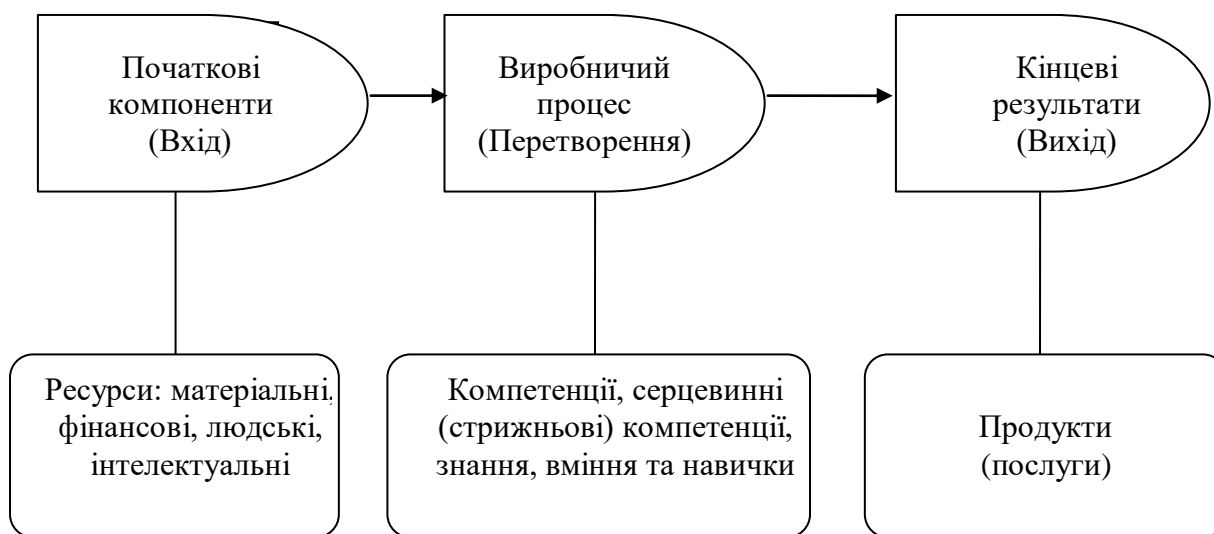 Початкові
компоненти
(Вхід)
Виробничий
процес
(Перетворення)
Кінцеві
результати
(Вихід)
Ресурси: матеріальні,
фінансові, людські,
інтелектуальні
Компетенції, серцевинні
(стрижньові) компетенції,
знання, вміння та навички
Продукти
(послуги)